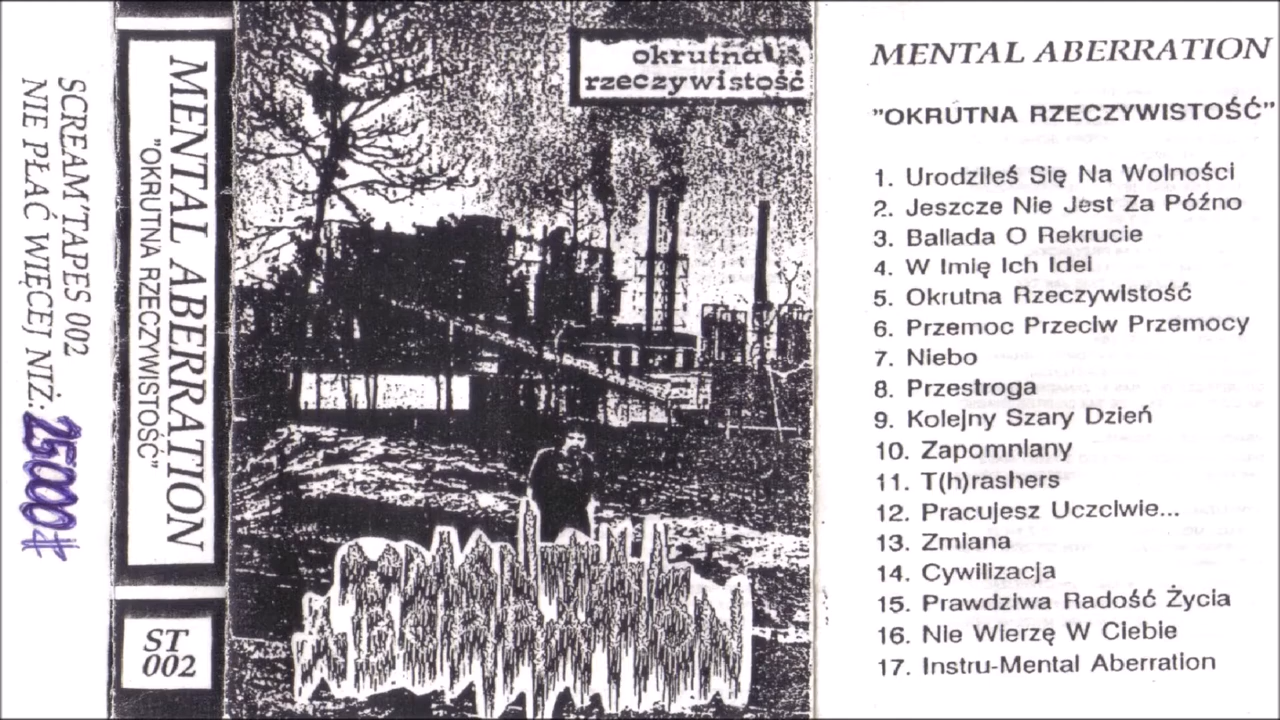 SCREAM'TAPES 002
NIE PŁAĆ WIĘCEJ NIŻ: 25000#
MENTAL ABERRATION
"OKRUTNA RZECZYWISTOŚĆ"
ST
002
okrutna
rzeczywistość
MENTAL ABERRATION
"OKRUTNA RZECZYWISTOŚĆ"
1. Urodziłeś Się Na Wolności
2. Jeszcze Nie Jest Za Późno
3. Ballada O Rekrucie
4. W Imię Ich Idei
5. Okrutna Rzeczywistość
6. Przemoc Przeciw Przemocy
7. Niebo
8. Przestroga
9. Kolejny Szary Dzień
10. Zapomniany
11. T(h)rashers
12. Pracujesz Uczciwie...
13. Zmiana
14. Cywilizacja
15. Prawdziwa Radość Życia
16. Nie Wierzę W Ciebie
17. Instru-Mental Aberration